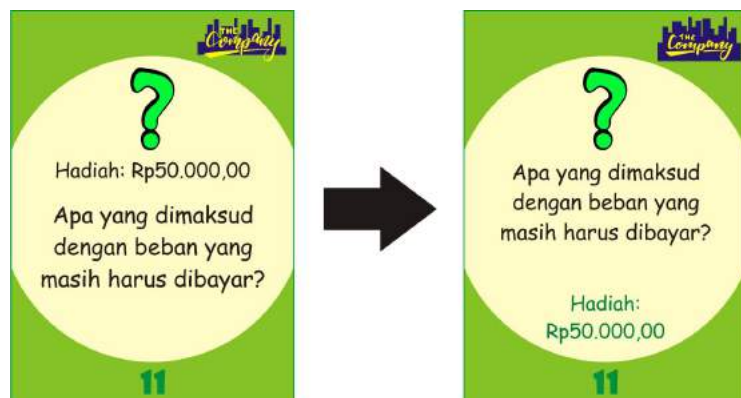 THE
Company
?
Hadiah: Rp50.000,00
Apa yang dimaksud
dengan beban yang
masih harus dibayar?
11
THE
Company
?
Apa yang dimaksud
dengan beban yang
masih harus dibayar?
Hadiah:
Rp50.000,00
11